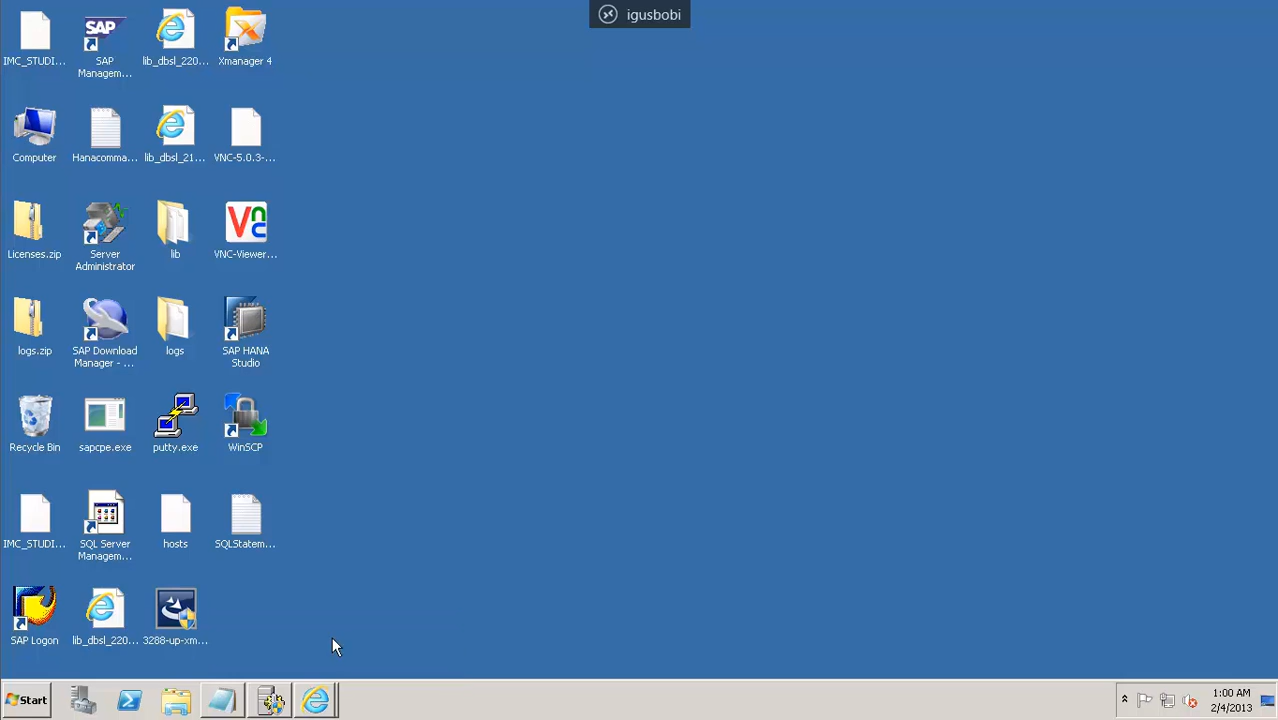 igusbobi
IMC_STUDI...
SAP
SAP
Managem...
lib_dbsl_220...
Xmanager 4
Computer
Hanacomma...
lib_dbsl_21...
VNC-5.0.3-...
Licenses.zip
Server
Administrator
lib
VNC-Viewer...
logs.zip
SAP Download
Manager - ...
logs
SAP HANA
Studio
Recycle Bin
sapcpe.exe
putty.exe
WinSCP
IMC_STUDI...
SQL Server
Managem...
hosts
SQLStatem...
SAP Logon
lib_dbsl_220...
3288-up-xm...
Start
1:00 AM
2/4/2013